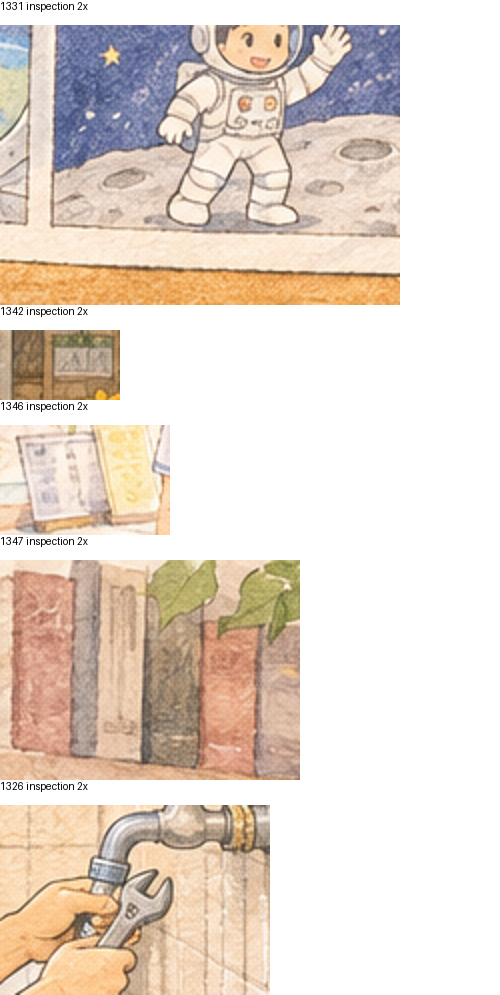 1331 inspection 2x
1342 inspection 2x
1346 inspection 2x
1347 inspection 2x
1326 inspection 2x